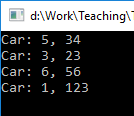 d:\Work\Teaching\
Car: 5, 34
Car: 3, 23
Car: 6, 56
Car: 1, 123